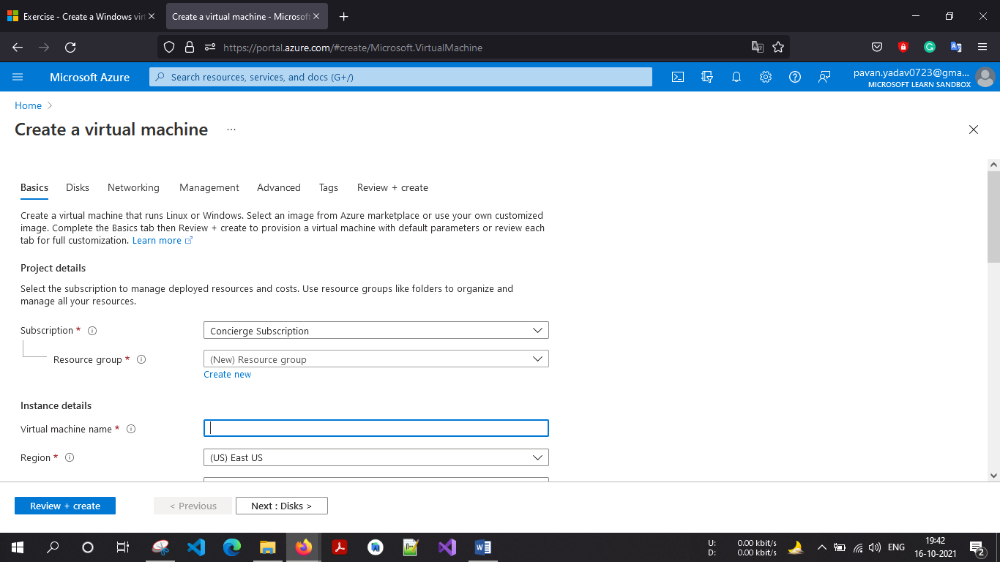 Exercise - Create a Windows virt
Create a virtual machine - Microsoft
https://portal.azure.com/#create/Microsoft.VirtualMachine
Microsoft Azure
Search resources, services, and docs (G+/)
pavan.yadav0723@gma...
MICROSOFT LEARN SANDBOX
Home
Create a virtual machine ...
Basics Disks Networking Management Advanced Tags Review + create
Create a virtual machine that runs Linux or Windows. Select an image from Azure marketplace or use your own customized
image. Complete the Basics tab then Review + create to provision a virtual machine with default parameters or review each
tab for full customization. Learn more
Project details
Select the subscription to manage deployed resources and costs. Use resource groups like folders to organize and
manage all your resources.
Subscription *
Concierge Subscription
Resource group *
(New) Resource group
Create new
Instance details
Virtual machine name *
Region *
(US) East US
Review + create
< Previous
Next : Disks >
U: 0.00 kbit/s
D: 0.00 kbit/s
ENG
19:42
16-10-2021
2